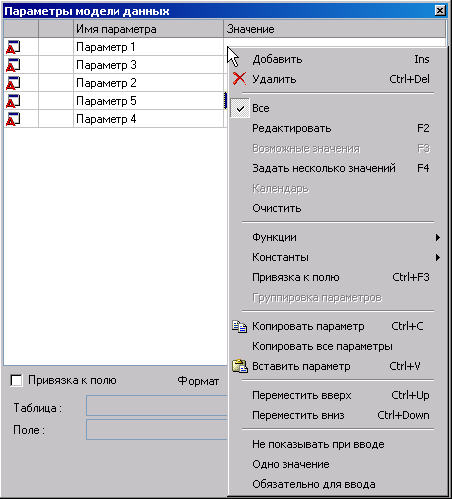 Параметры модели данных
Имя параметра Значение
Параметр 1
Параметр 3
Параметр 2
Параметр 5
Параметр 4
Добавить Ins
Удалить Ctrl+Del
Все
Редактировать F2
Возможные значения F3
Задать несколько значений F4
Календарь
Очистить
Функции
Константы
Привязка к полю Ctrl+F3
Группировка параметров
Копировать параметр Ctrl+C
Копировать все параметры
Вставить параметр Ctrl+V
Переместить вверх Ctrl+Up
Переместить вниз Ctrl+Down
Не показывать при вводе
Одно значение
Обязательно для ввода
Привязка к полю Формат
Таблица :
Поле :